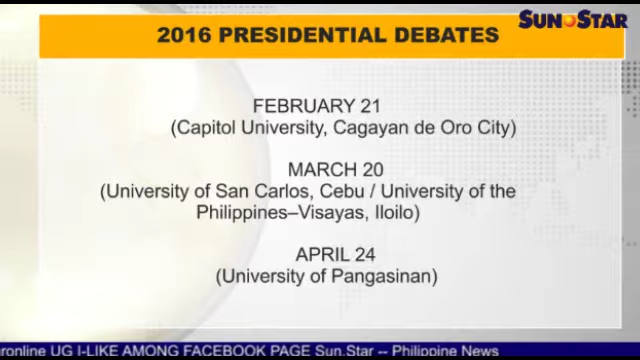 SUN STAR
2016 PRESIDENTIAL DEBATES
FEBRUARY 21
(Capitol University, Cagayan de Oro City)
MARCH 20
(University of San Carlos, Cebu / University of the
Philippines–Visayas, Iloilo)
APRIL 24
(University of Pangasinan)
UG I-LIKE AMONG FACEBOOK PAGE Sun.Star -- Philippine News